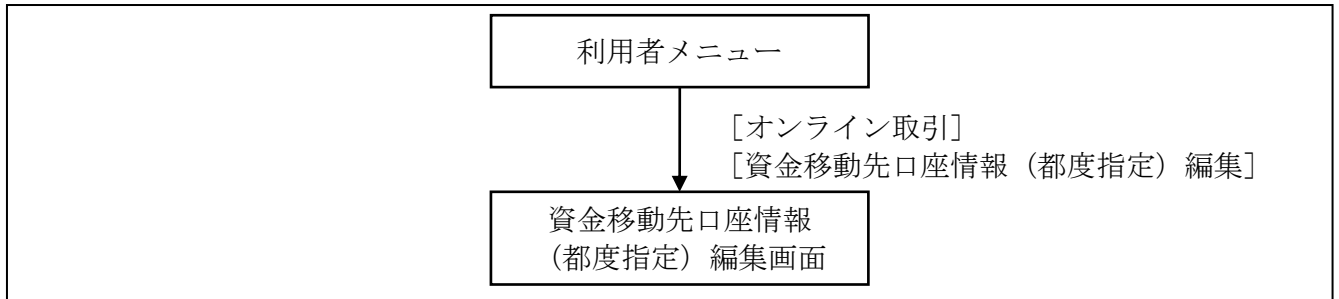 利用者メニュー
［オンライン取引］
［資金移動先口座情報（都度指定）編集］
資金移動先口座情報
（都度指定）編集画面